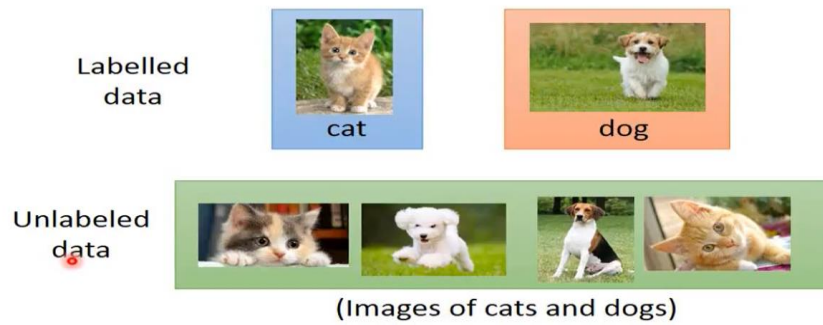 Labelled
data
cat
dog
Unlabeled
data
(Images of cats and dogs)